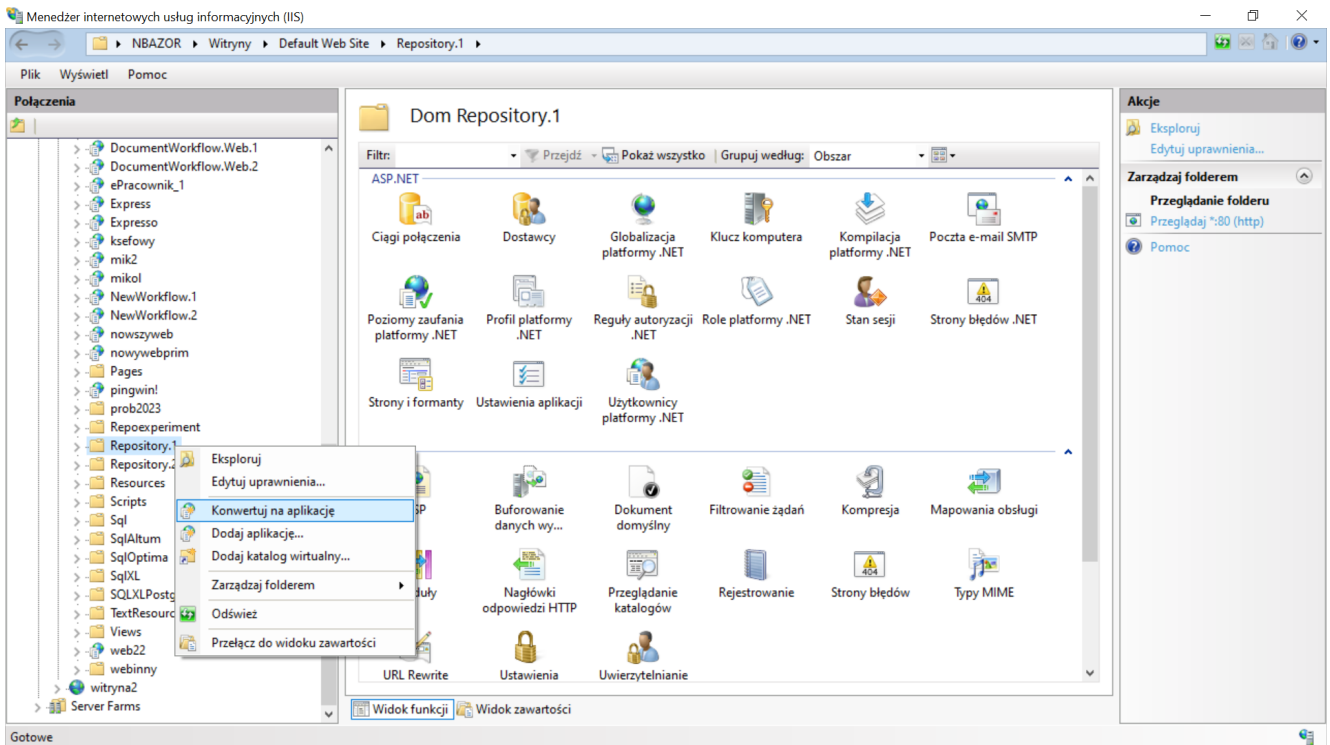 Menedżer internetowych usług informacyjnych (IIS)
NBAZOR Witryny Default Web Site Repository.1
Plik Wyświetl Pomoc
Połączenia
DocumentWorkflow.Web.1
DocumentWorkflow.Web.2
ePracownik_1
Express
Expresso
ksefowy
mik2
mikol
NewWorkflow.1
NewWorkflow.2
nowszyweb
nowywebprim
Pages
pingwin!
prob2023
Repoexperiment
Repository.1
Repository.2
Resources
Scripts
Sql
SqlAltum
SqlOptima
SqlXL
SQLXLPostg
TextResourc
Views
web22
webinny
witryna2
Server Farms
Eksploruj
Edytuj uprawnienia...
Konwertuj na aplikację
Dodaj aplikację...
Dodaj katalog wirtualny...
Zarządzaj folderem
Odśwież
Przełącz do widoku zawartości
Dom Repository.1
Filtr: Przejdź Pokaż wszystko Grupuj według: Obszar
ASP.NET
Ciągi połączenia
Dostawcy
Globalizacja
platformy .NET
Klucz komputera
Kompilacja
platformy .NET
Poczta e-mail SMTP
Poziomy zaufania
platformy .NET
Profil platformy
.NET
Reguły autoryzacji
.NET
Role platformy .NET
Stan sesji
Strony błędów .NET
Strony i formanty
Ustawienia aplikacji
Użytkownicy
platformy .NET
Buforowanie
danych wy...
Dokument
domyślny
Filtrowanie żądań
Kompresja
Mapowania obsługi
Nagłówki
odpowiedzi HTTP
Przeglądanie
katalogów
Rejestrowanie
Strony błędów
Typy MIME
URL Rewrite
Ustawienia
Uwierzytelnianie
Widok funkcji Widok zawartości
Akcje
Eksploruj
Edytuj uprawnienia...
Zarządzaj folderem
Przeglądanie folderu
Przeglądaj *:80 (http)
Pomoc
Gotowe